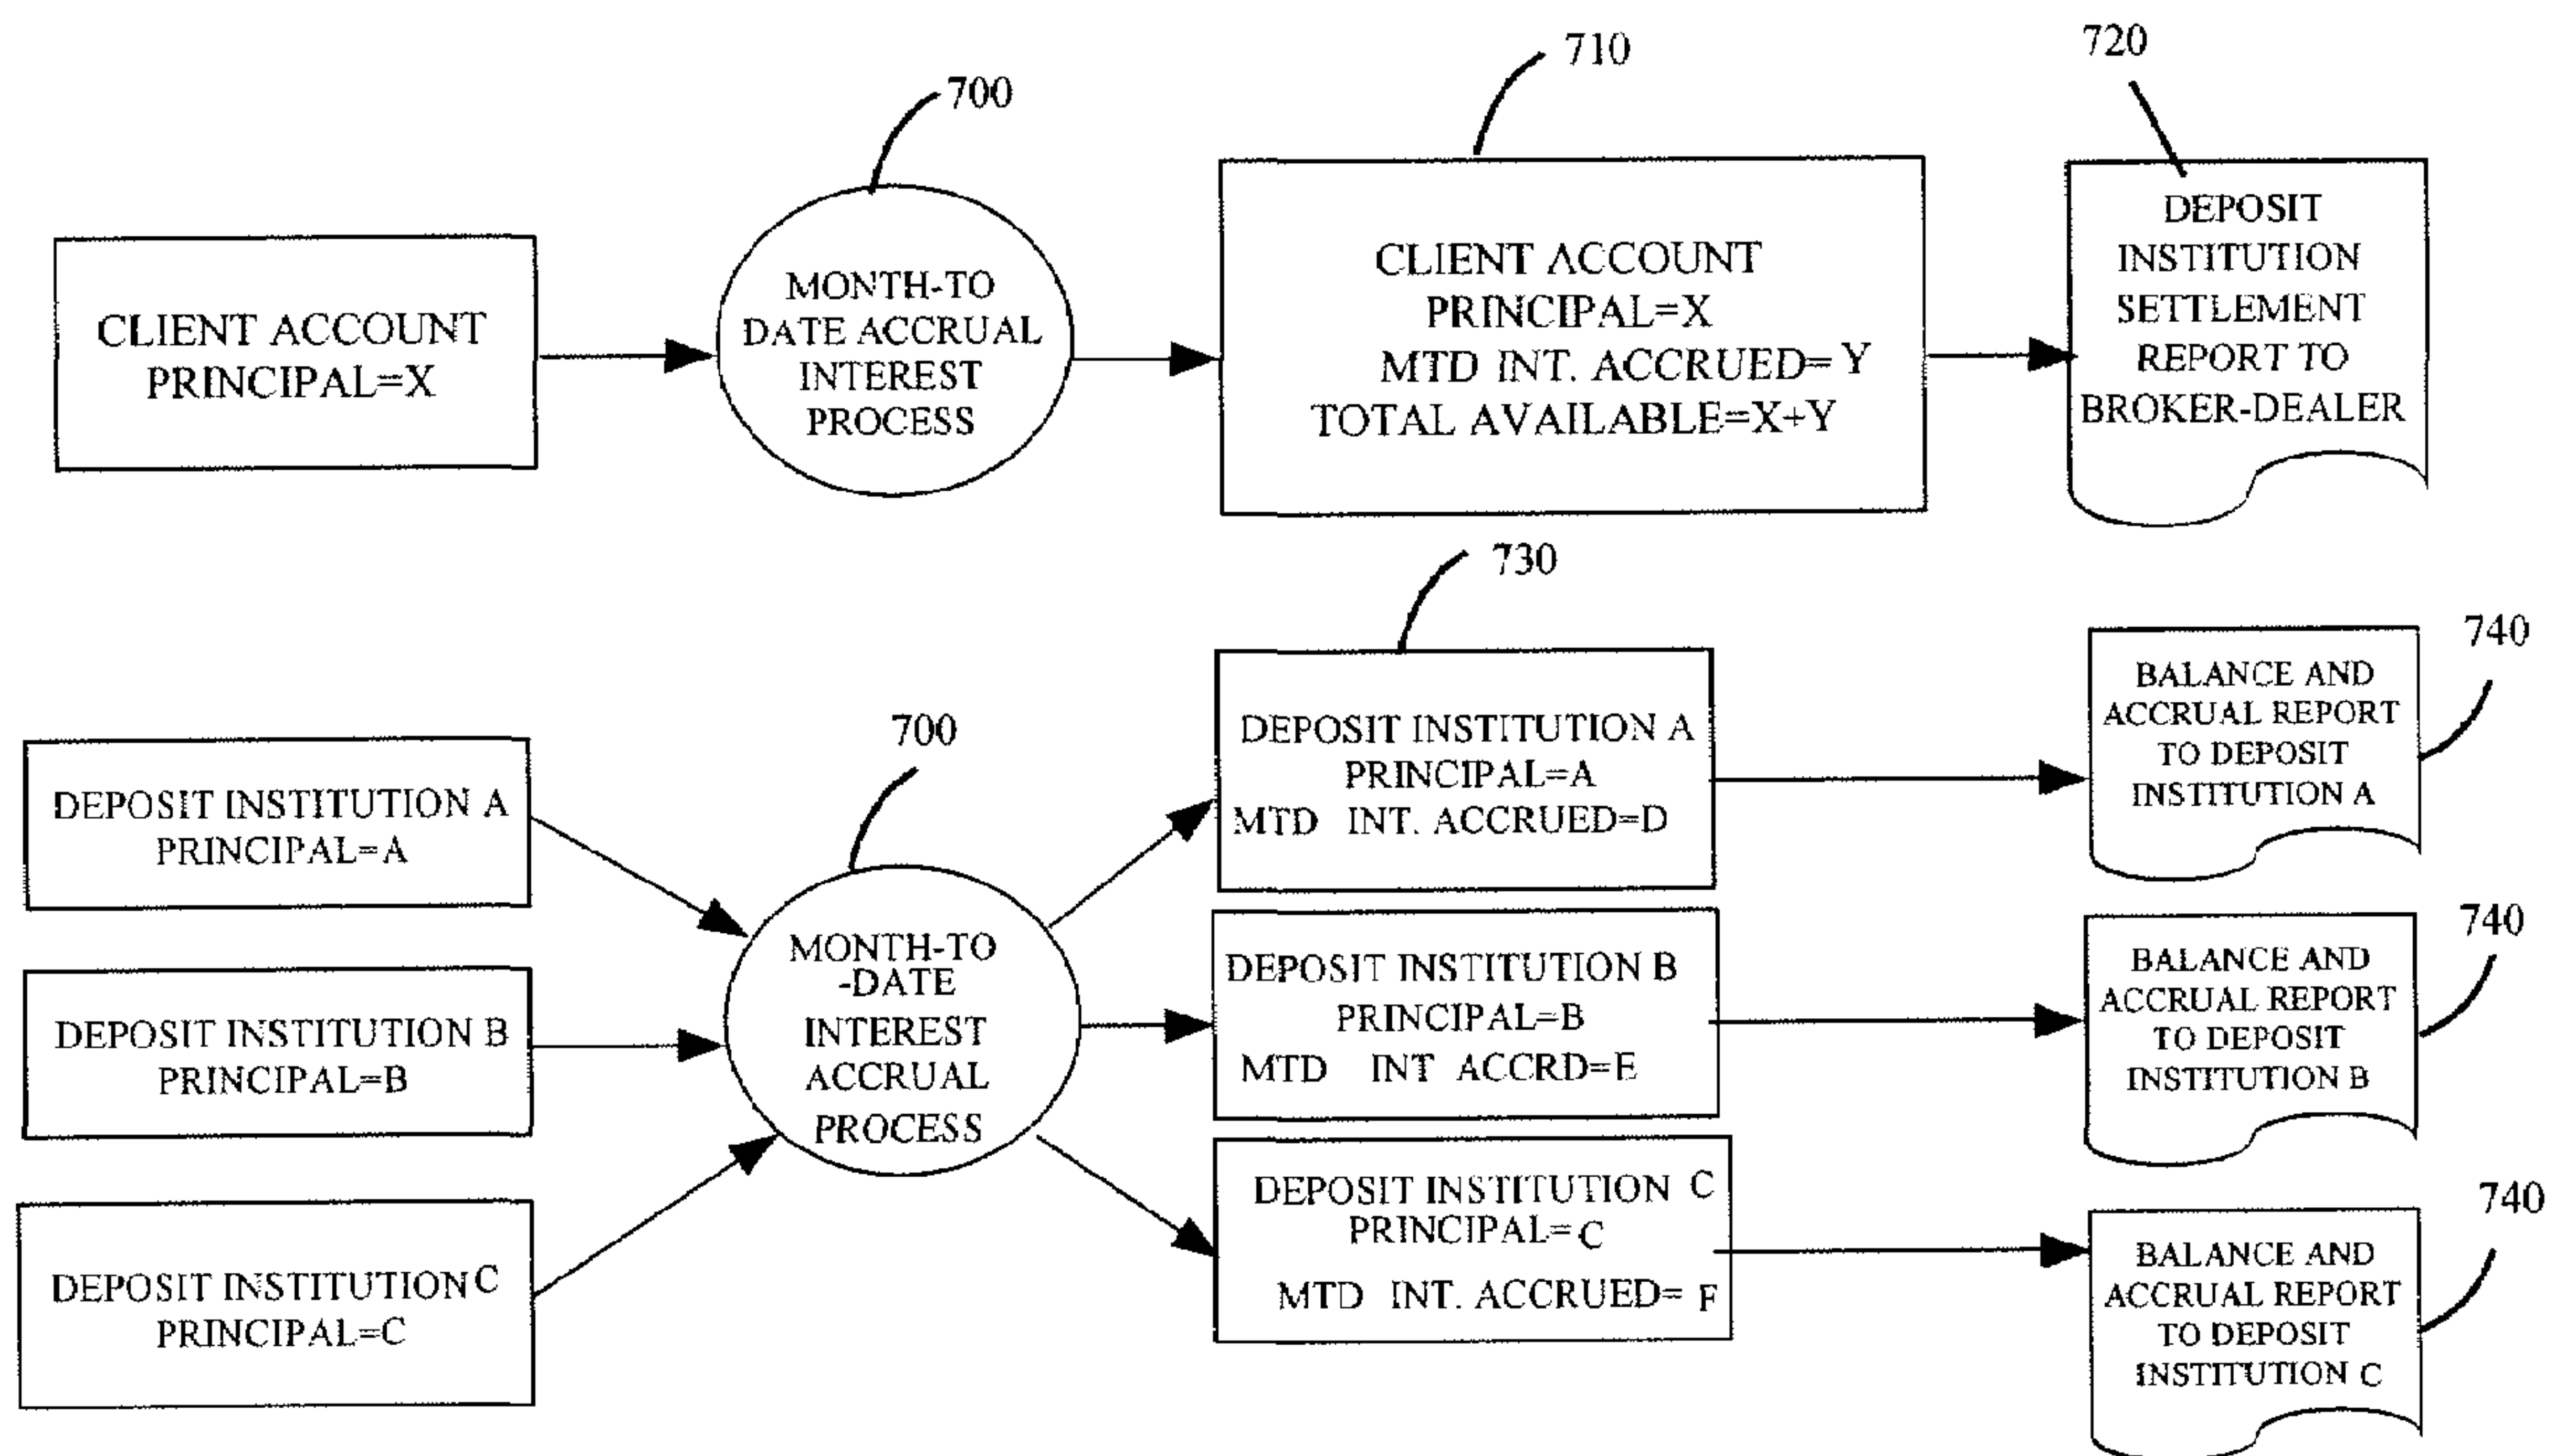 700
710
720
CLIENT ACCOUNT
PRINCIPAL=X
MONTH-TO
DATE ACCRUAL
INTEREST
PROCESS
CLIENT ACCOUNT
PRINCIPAL=X
MTD INT. ACCRUED= Y
TOTAL AVAILABLE=X+Y
DEPOSIT
INSTITUTION
SETTLEMENT
REPORT TO
BROKER-DEALER
730
740
DEPOSIT INSTITUTION A
PRINCIPAL=A
DEPOSIT INSTITUTION B
PRINCIPAL=B
DEPOSIT INSTITUTION C
PRINCIPAL=C
700
MONTH-TO
-DATE
INTEREST
ACCRUAL
PROCESS
DEPOSIT INSTITUTION A
PRINCIPAL=A
MTD INT. ACCRUED=D
BALANCE AND
ACCRUAL REPORT
TO DEPOSIT
INSTITUTION A
DEPOSIT INSTITUTION B
PRINCIPAL=B
MTD INT ACCRD=E
740
BALANCE AND
ACCRUAL REPORT
TO DEPOSIT
INSTITUTION B
DEPOSIT INSTITUTION C
PRINCIPAL= C
MTD INT. ACCRUED= F
740
BALANCE AND
ACCRUAL REPORT
TO DEPOSIT
INSTITUTION C